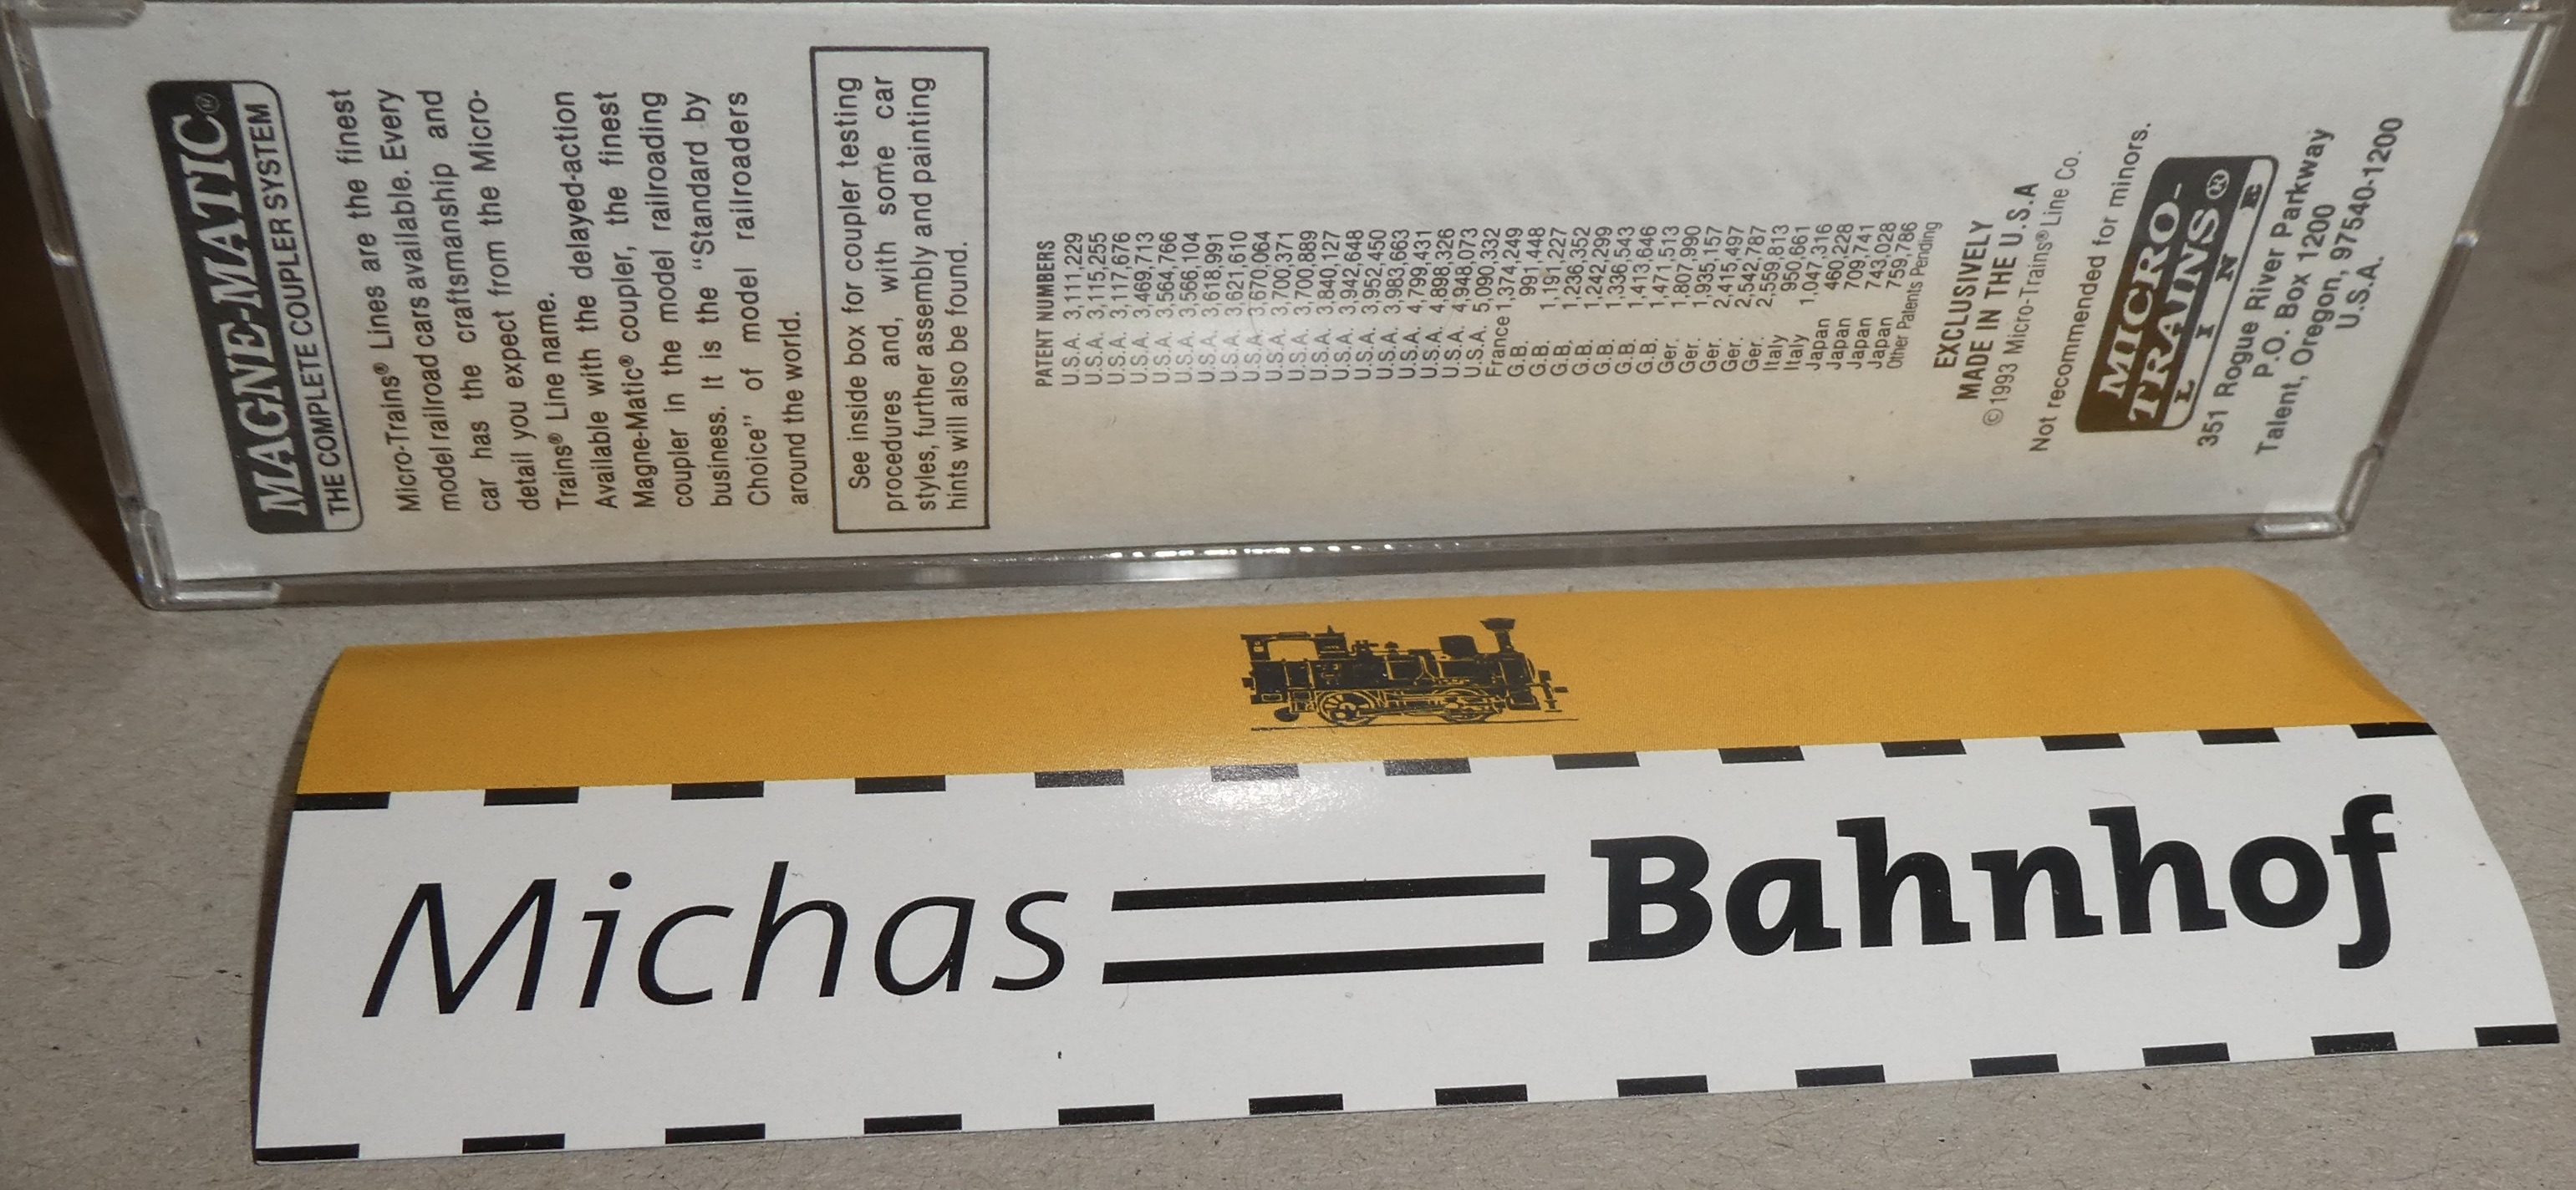 MAGNE-MATIC®
THE COMPLETE COUPLER SYSTEM
Micro-Trains® Lines are the finest
model railroad cars available. Every
car has the craftsmanship and
detail you expect from the Micro-
Trains® Line name.
Available with the delayed-action
Magne-Matic® coupler, the finest
coupler in the model railroading
business. It is the “Standard by
Choice” of model railroaders
around the world.
See inside box for coupler testing
procedures and, with some car
styles, further assembly and painting
hints will also be found.
PATENT NUMBERS
U.S.A. 3,111,229
U.S.A. 3,115,255
U.S.A. 3,117,676
U.S.A. 3,469,713
U.S.A. 3,564,766
U.S.A. 3,566,104
U.S.A. 3,618,991
U.S.A. 3,621,610
U.S.A. 3,670,064
U.S.A. 3,700,371
U.S.A. 3,700,889
U.S.A. 3,840,127
U.S.A. 3,942,648
U.S.A. 3,952,450
U.S.A. 3,983,663
U.S.A. 4,799,431
U.S.A. 4,898,326
U.S.A. 4,948,073
U.S.A. 5,090,332
France 1,374,249
G.B. 991,448
G.B. 1,191,227
G.B. 1,236,352
G.B. 1,242,299
G.B. 1,336,543
G.B. 1,413,646
G.B. 1,471,513
Ger. 1,807,990
Ger. 1,935,157
Ger. 2,415,497
Ger. 2,542,787
Ger. 2,559,813
Italy 950,661
Italy 1,047,316
Japan 460,228
Japan 709,741
Japan 743,028
Japan 759,786
Other Patents Pending
EXCLUSIVELY
MADE IN THE U.S.A
©1993 Micro-Trains® Line Co.
Not recommended for minors.
MICRO-
TRAINS®
LINE
351 Rogue River Parkway
P.O. Box 1200
Talent, Oregon, 97540-1200
U.S.A.
Michas Bahnhof